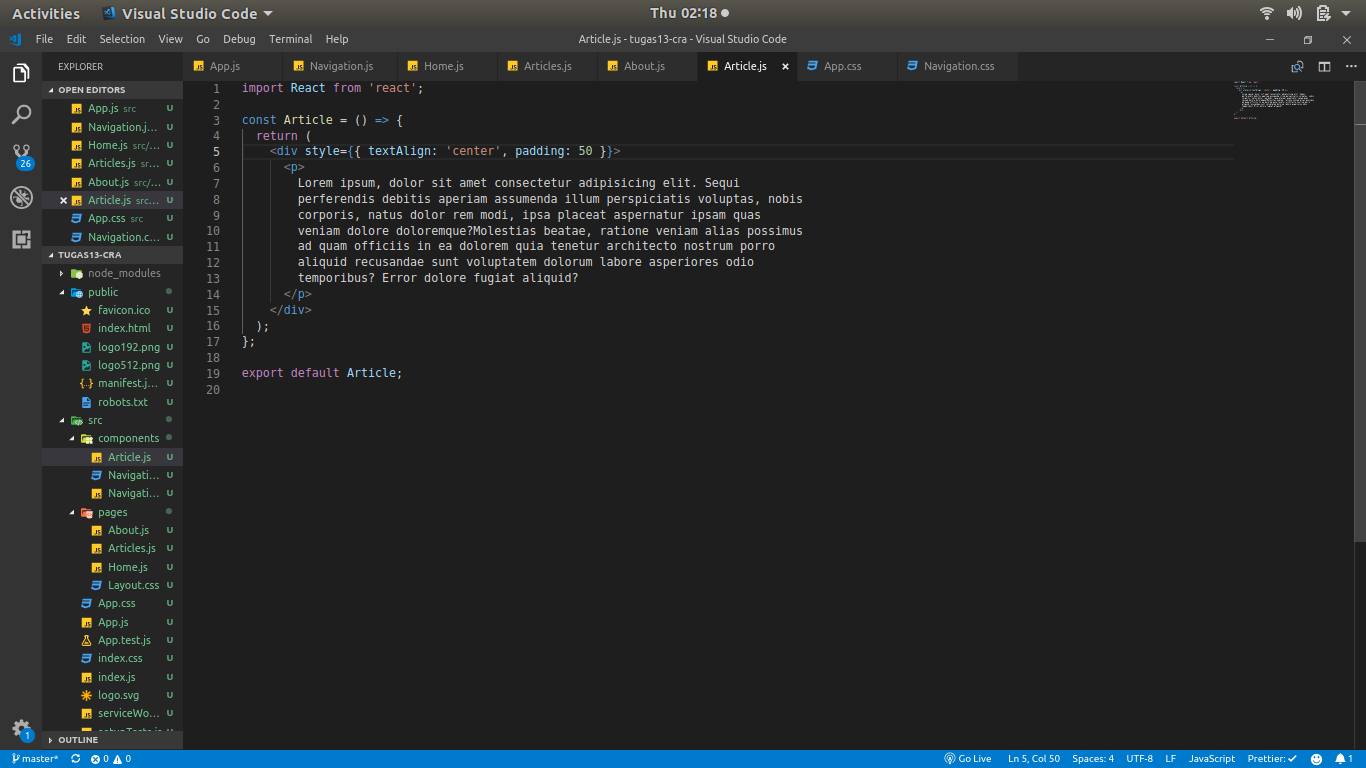 Activities Visual Studio Code Thu 02:18
File Edit Selection View Go Debug Terminal Help Article.js - tugas13-cra - Visual Studio Code
EXPLORER
App.js Navigation.js Home.js Articles.js About.js Article.js App.css Navigation.css
OPEN EDITORS
App.js src U
Navigation.j... U
Home.js src/... U
Articles.js sr... U
About.js src/... U
Article.js src... U
App.css src U
Navigation.c... U
TUGAS13-CRA
node_modules
public
favicon.ico U
index.html U
logo192.png U
logo512.png U
manifest.j... U
robots.txt U
src
components
Article.js U
Navigati... U
Navigati... U
pages
About.js U
Articles.js U
Home.js U
Layout.css U
App.css U
App.js U
App.test.js U
index.css U
index.js U
logo.svg U
serviceWo... U
OUTLINE
26
1
1 import React from 'react';
2
3 const Article = () => {
4 return (
5 <div style={{ textAlign: 'center', padding: 50 }}>
6 <p>
7 Lorem ipsum, dolor sit amet consectetur adipisicing elit. Sequi
8 perferendis debitis aperiam assumenda illum perspiciatis voluptas, nobis
9 corporis, natus dolor rem modi, ipsa placeat aspernatur ipsam quas
10 veniam dolore doloremque?Molestias beatae, ratione veniam alias possimus
11 ad quam officiis in ea dolorem quia tenetur architecto nostrum porro
12 aliquid recusandae sunt voluptatem dolorum labore asperiores odio
13 temporibus? Error dolore fugiat aliquid?
14 </p>
15 </div>
16 );
17 };
18
19 export default Article;
20
master* 0 0 Go Live Ln 5, Col 50 Spaces: 4 UTF-8 LF JavaScript Prettier: ✓ 1